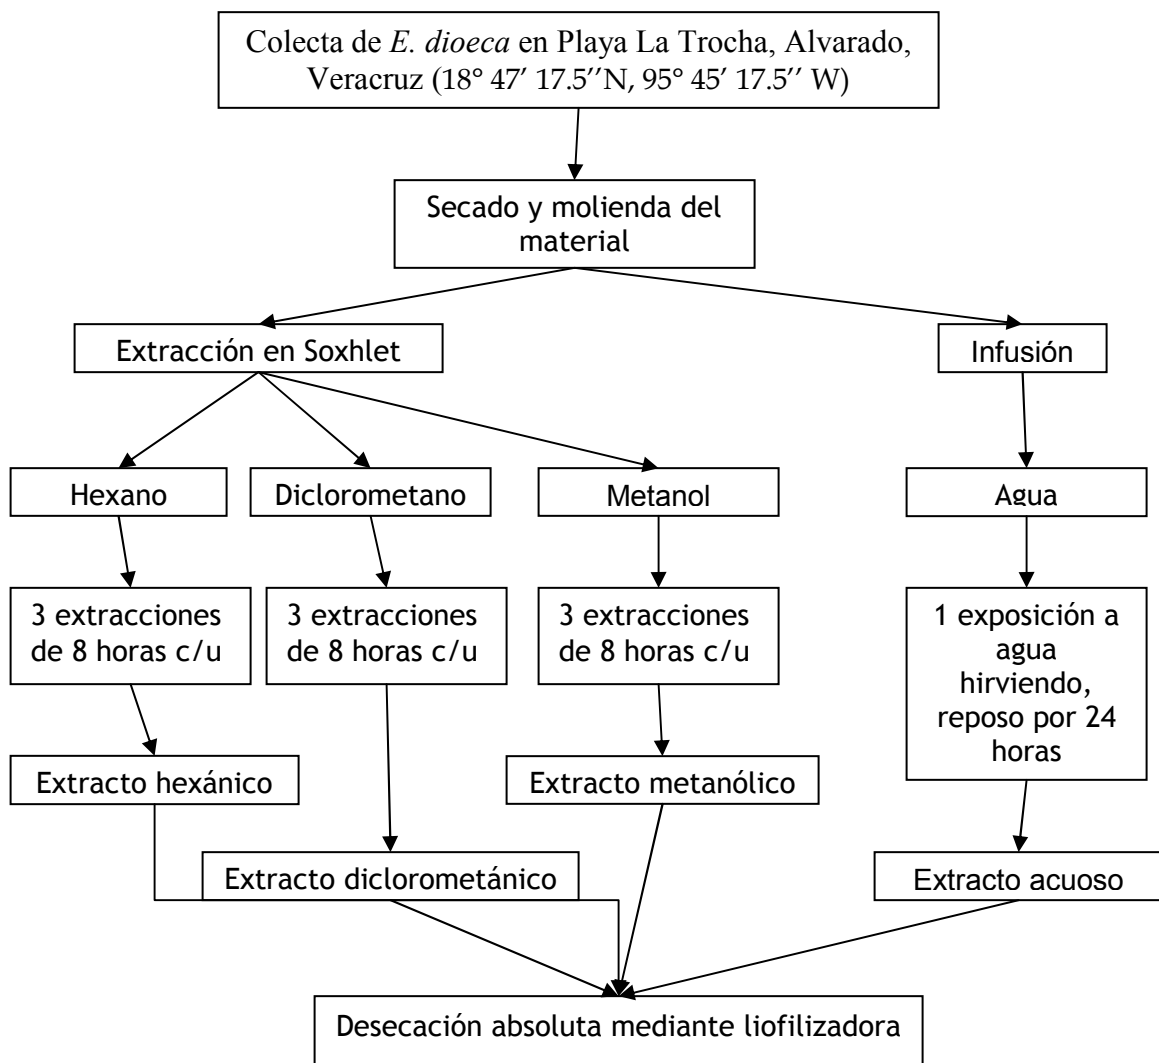 Colecta de E. dioeca en Playa La Trocha, Alvarado,
Veracruz (18° 47′ 17.5′′N, 95° 45′ 17.5′′ W)
Secado y molienda del
material
Extracción en Soxhlet
Infusión
Hexano
Diclorometano
Metanol
Agua
3 extracciones
de 8 horas c/u
3 extracciones
de 8 horas c/u
3 extracciones
de 8 horas c/u
1 exposición a
agua
hirviendo,
reposo por 24
horas
Extracto hexánico
Extracto metanólico
Extracto diclorometánico
Extracto acuoso
Desecación absoluta mediante liofilizadora